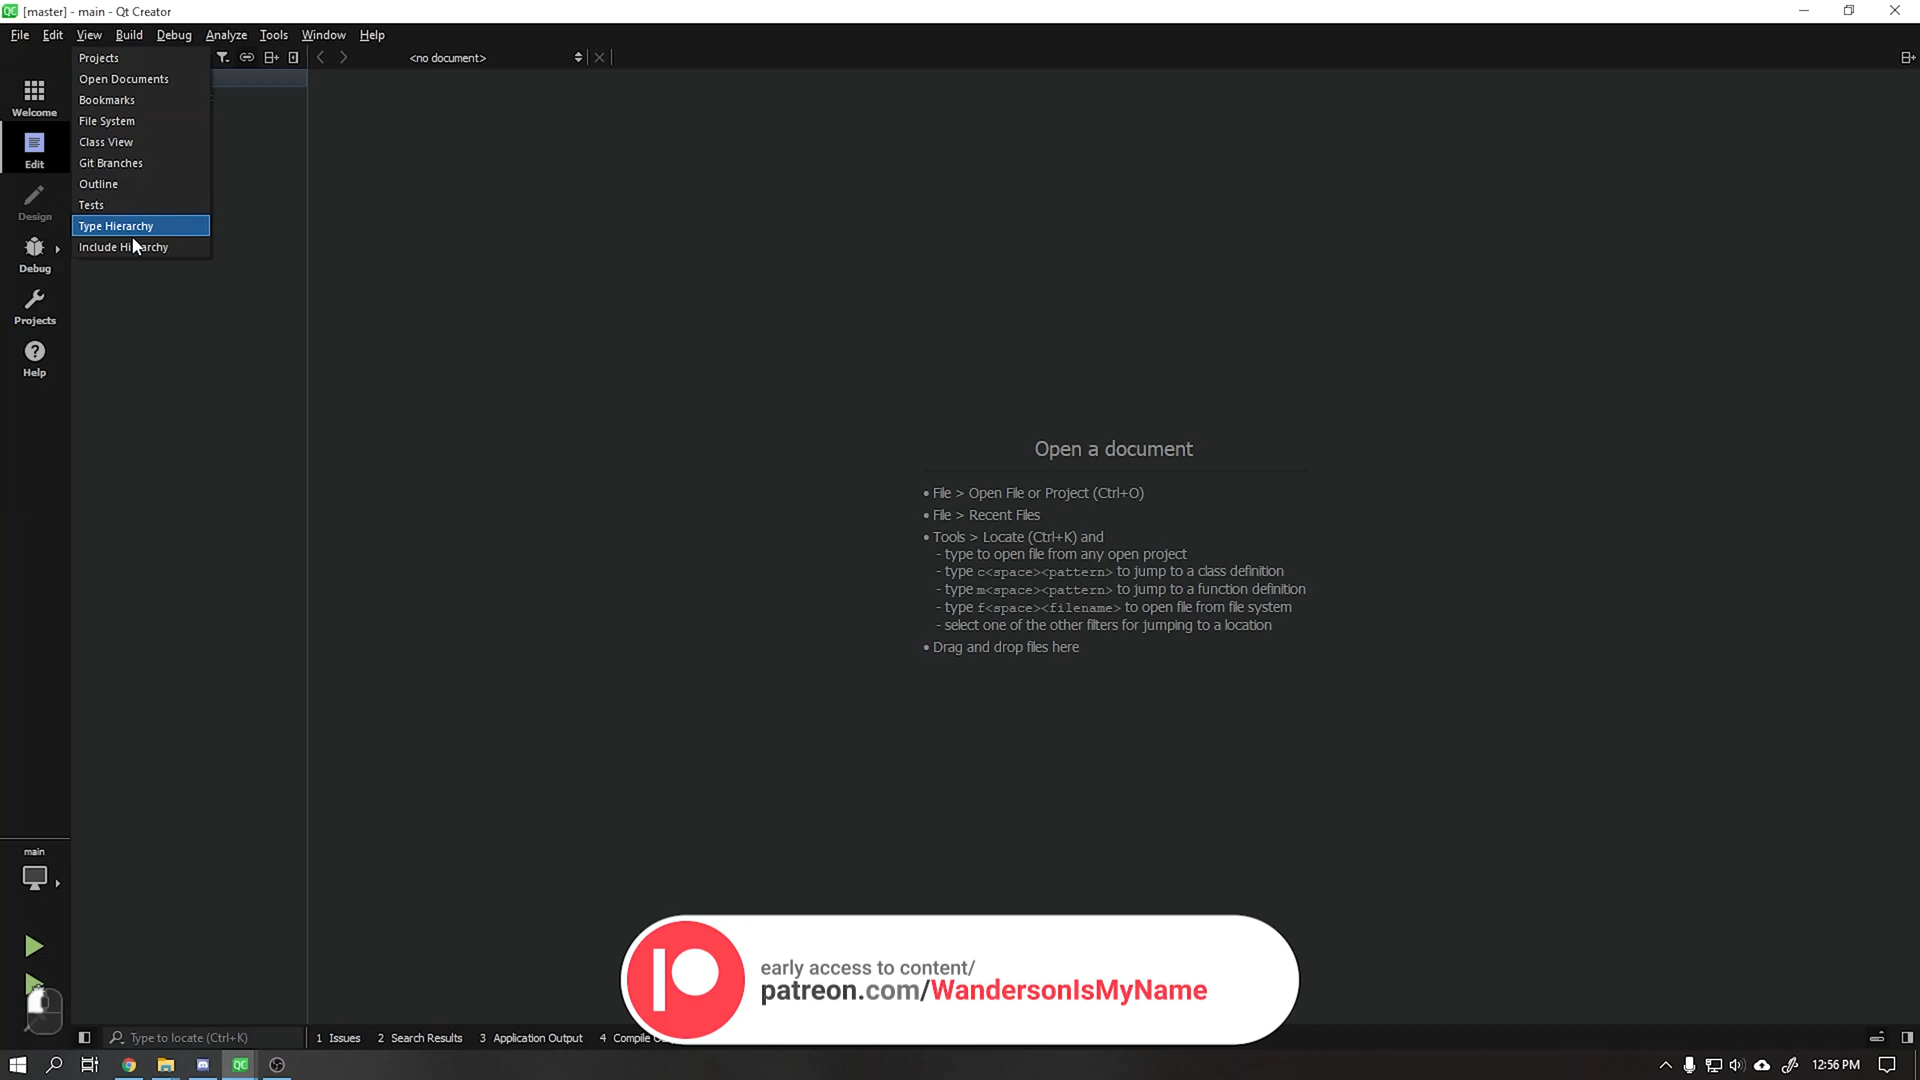 [master] - main - Qt Creator
File Edit View Build Debug Analyze Tools Window Help
Projects
<no document>
Open Documents
Bookmarks
File System
Class View
Git Branches
Outline
Tests
Type Hierarchy
Include Hierarchy
Welcome
Edit
Design
Debug
Projects
Help
Open a document
• File > Open File or Project (Ctrl+O)
• File > Recent Files
• Tools > Locate (Ctrl+K) and
- type to open file from any open project
- type c<space><pattern> to jump to a class definition
- type m<space><pattern> to jump to a function definition
- type f<space><filename> to open file from file system
- select one of the other filters for jumping to a location
• Drag and drop files here
main
early access to content/
patreon.com/WandersonIsMyName
Type to locate (Ctrl+K) 1 Issues 2 Search Results 3 Application Output 4 Compile
12:56 PM